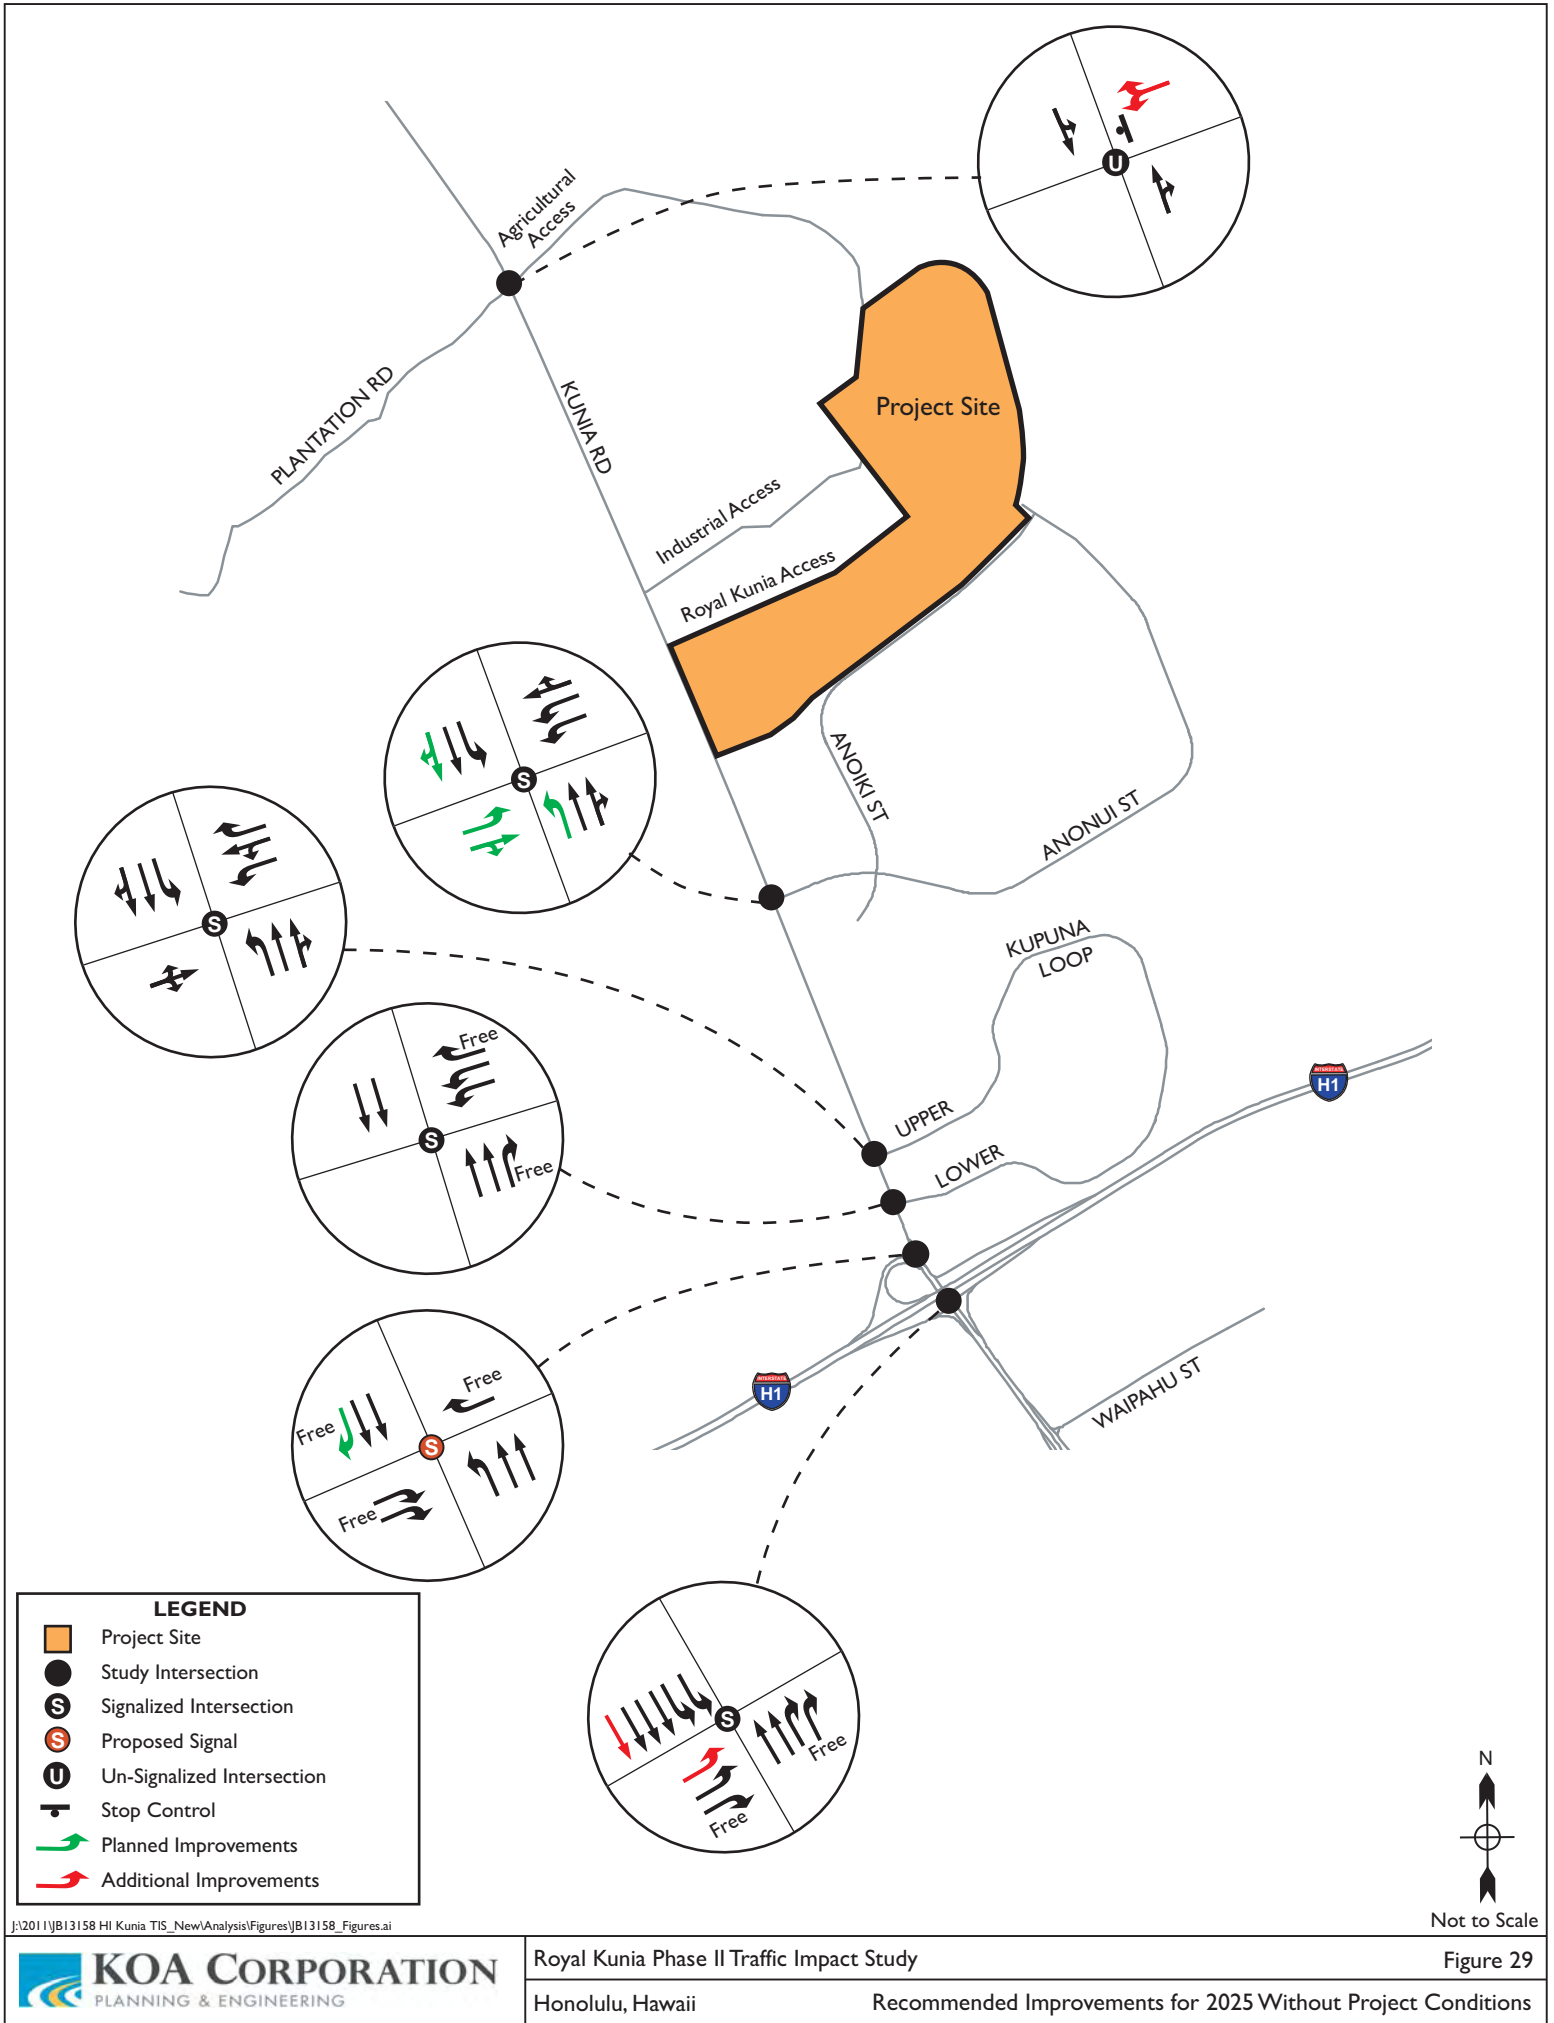 U
Agricultural
Access
PLANTATION RD
KUNIA RD
Project Site
Industrial Access
Royal Kunia Access
S
ANOIKI ST
ANONUI ST
S
KUPUNA
LOOP
Free
S
Free
UPPER
LOWER
INTERSTATE
H1
Free
Free
S
Free
INTERSTATE
H1
WAIPAHU ST
S
Free
Free
LEGEND
Project Site
Study Intersection
S Signalized Intersection
S Proposed Signal
U Un-Signalized Intersection
Stop Control
Planned Improvements
Additional Improvements
N
Not to Scale
J:\2011\JB13158 HI Kunia TIS_New\Analysis\Figures\JB13158_Figures.ai
KOA CORPORATION
PLANNING & ENGINEERING
Royal Kunia Phase II Traffic Impact Study
Figure 29
Honolulu, Hawaii
Recommended Improvements for 2025 Without Project Conditions